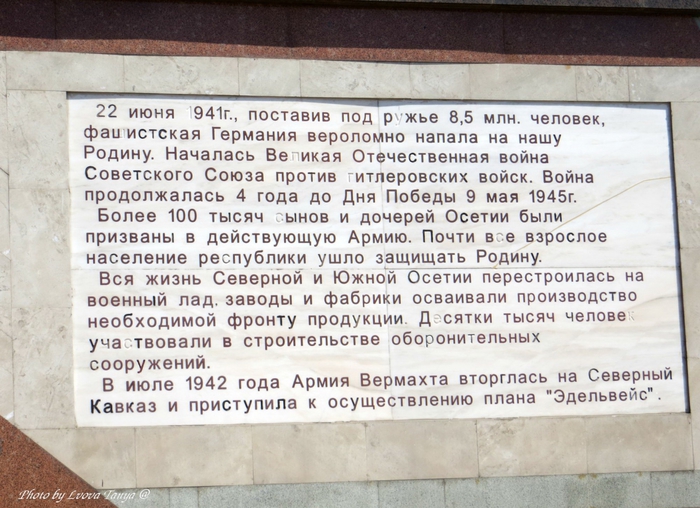 22 июня 1941г., поставив под ружье 8,5 млн. человек,
фашистская Германия вероломно напала на нашу
Родину. Началась Великая Отечественная война
Советского Союза против гитлеровских войск. Война
продолжалась 4 года до Дня Победы 9 мая 1945г.
Более 100 тысяч сынов и дочерей Осетии были
призваны в действующую Армию. Почти все взрослое
население республики ушло защищать Родину.
Вся жизнь Северной и Южной Осетии перестроилась на
военный лад, заводы и фабрики осваивали производство
необходимой фронту продукции. Десятки тысяч человек
участвовали в строительстве оборонительных
сооружений.
В июле 1942 года Армия Вермахта вторглась на Северный
Кавказ и приступила к осуществлению плана "Эдельвейс".
Photo by Lvova Tanya @